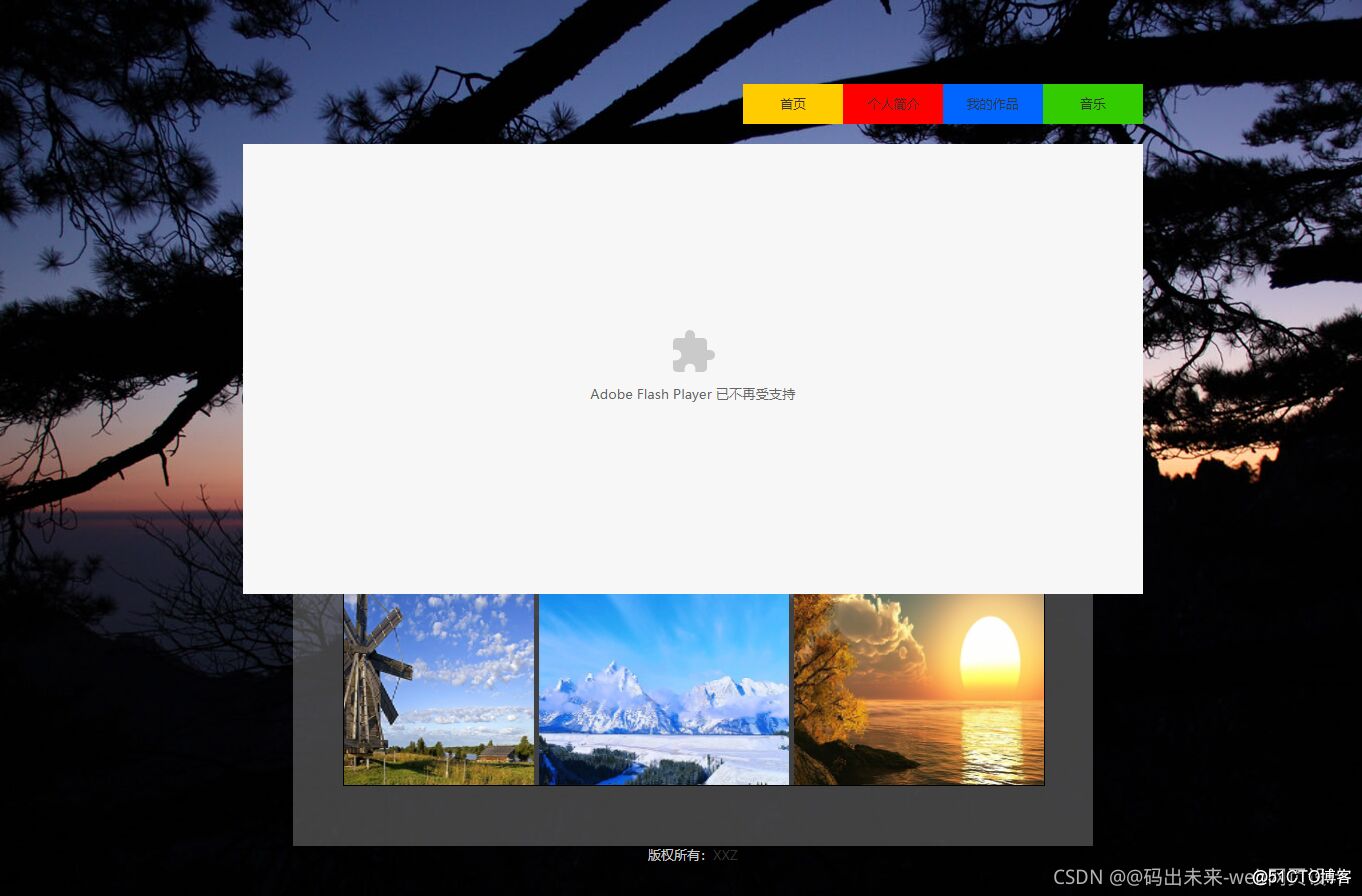 首页
个人简介
我的作品
音乐
Adobe Flash Player 已不再受支持
版权所有：XXZ
CSDN @@码出未来-we
@51CTO博客